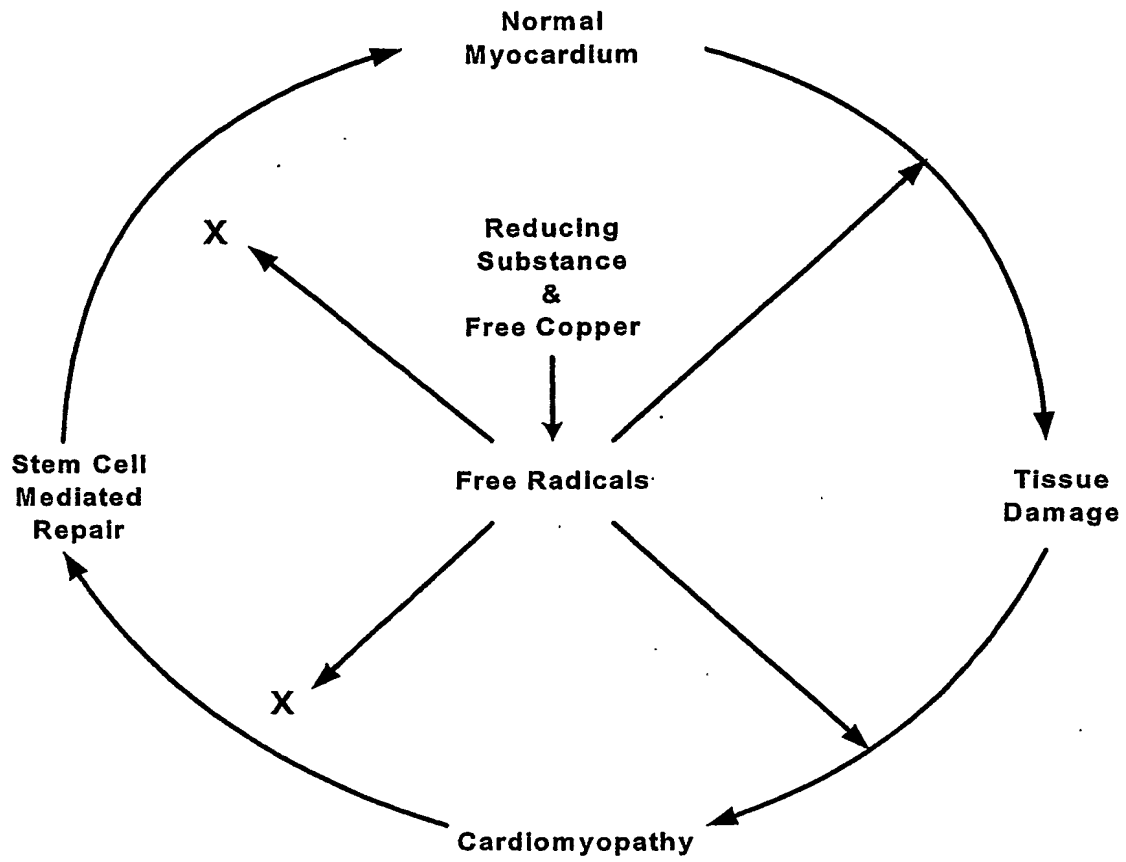 Normal
Myocardium
X
Reducing
Substance
&
Free Copper
Stem Cell
Mediated
Repair
Free Radicals
Tissue
Damage
X
Cardiomyopathy